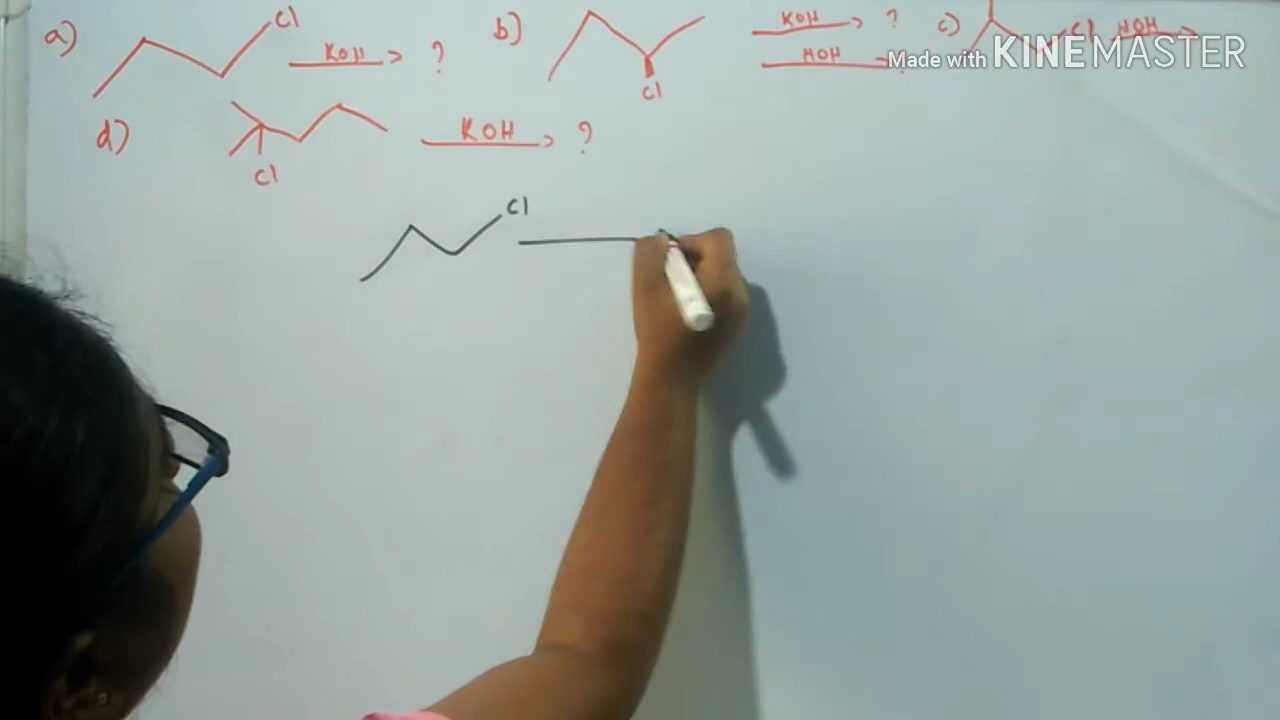 a) Cl KOH > ? b) Cl KOH > ? HOH c) Cl HOH >
Made with KINEMASTER
d) Cl KOH > ?
Cl